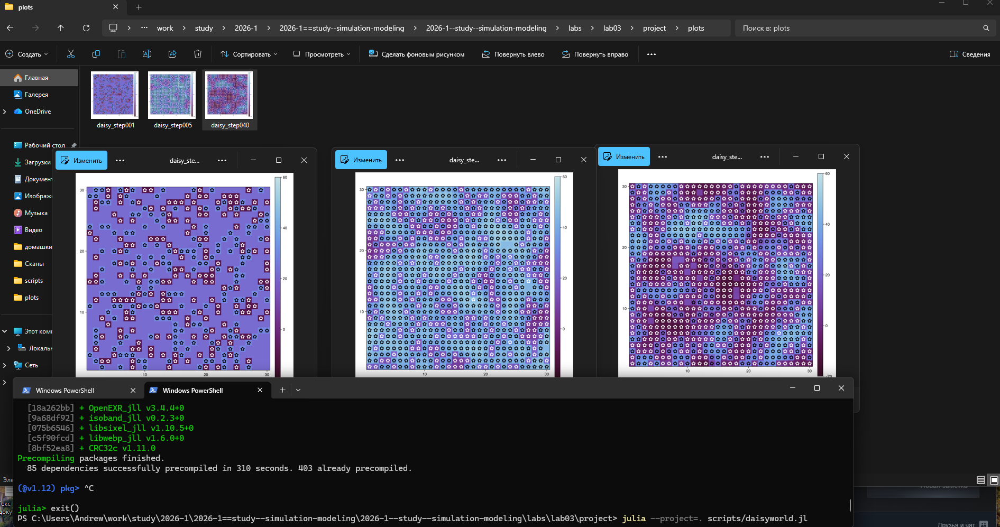 plots
work
study
2026-1
2026-1==study--simulation-modeling
2026-1--study--simulation-modeling
labs
lab03
project
plots
Поиск в: plots
Создать
Сортировать
Просмотреть
Сделать фоновым рисунком
Повернуть влево
Повернуть вправо
Сведения
Главная
Галерея
OneDrive
daisy_step001
daisy_step005
daisy_step040
Рабочий стол
Загрузки
Документ
Изображ
Музыка
Видео
домашки
Сканы
scripts
plots
Этот комп
Локальн
Сеть
Изменить
daisy_ste...
60
40
20
0
30
20
10
10
20
30
Изменить
daisy_ste...
60
40
20
0
30
20
10
10
20
30
Изменить
daisy_ste...
60
40
20
0
-20
30
20
10
10
20
30
Windows PowerShell
Windows PowerShell
[18a262bb] + OpenEXR_jll v3.4.4+0
[9a68df92] + isoband_jll v0.2.3+0
[075b6546] + libsixel_jll v1.10.5+0
[c5f90fcd] + libwebp_jll v1.6.0+0
[8bf52ea8] + CRC32c v1.11.0
Precompiling packages finished.
85 dependencies successfully precompiled in 310 seconds. 403 already precompiled.
(@v1.12) pkg> ^C
julia> exit()
PS C:\Users\Andrew\work\study\2026-1\2026-1==study--simulation-modeling\2026-1--study--simulation-modeling\labs\lab03\project> julia --project=. scripts/daisyworld.jl
Эле
Новая заметка
Друзья и чат